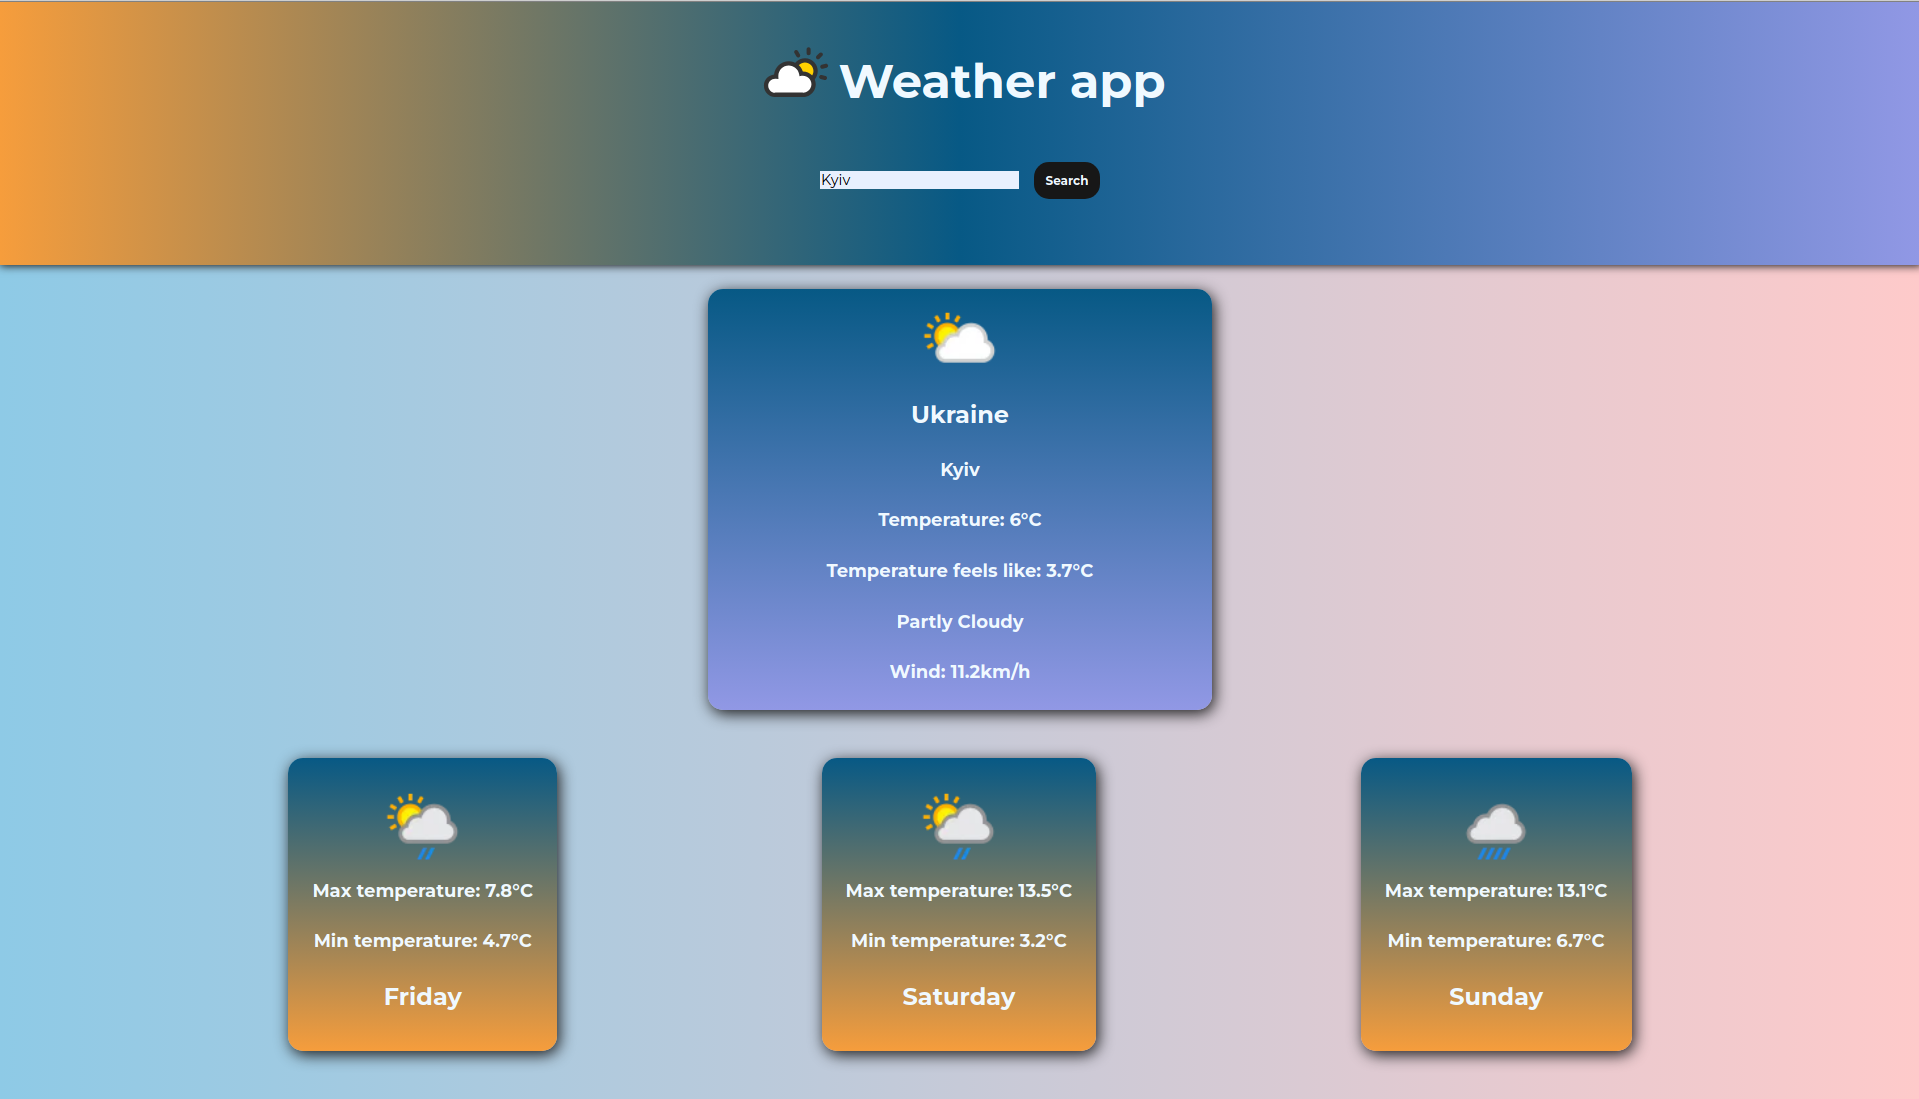 Weather app
Kyiv
Search
Ukraine
Kyiv
Temperature: 6°C
Temperature feels like: 3.7°C
Partly Cloudy
Wind: 11.2km/h
Max temperature: 7.8°C
Min temperature: 4.7°C
Friday
Max temperature: 13.5°C
Min temperature: 3.2°C
Saturday
Max temperature: 13.1°C
Min temperature: 6.7°C
Sunday